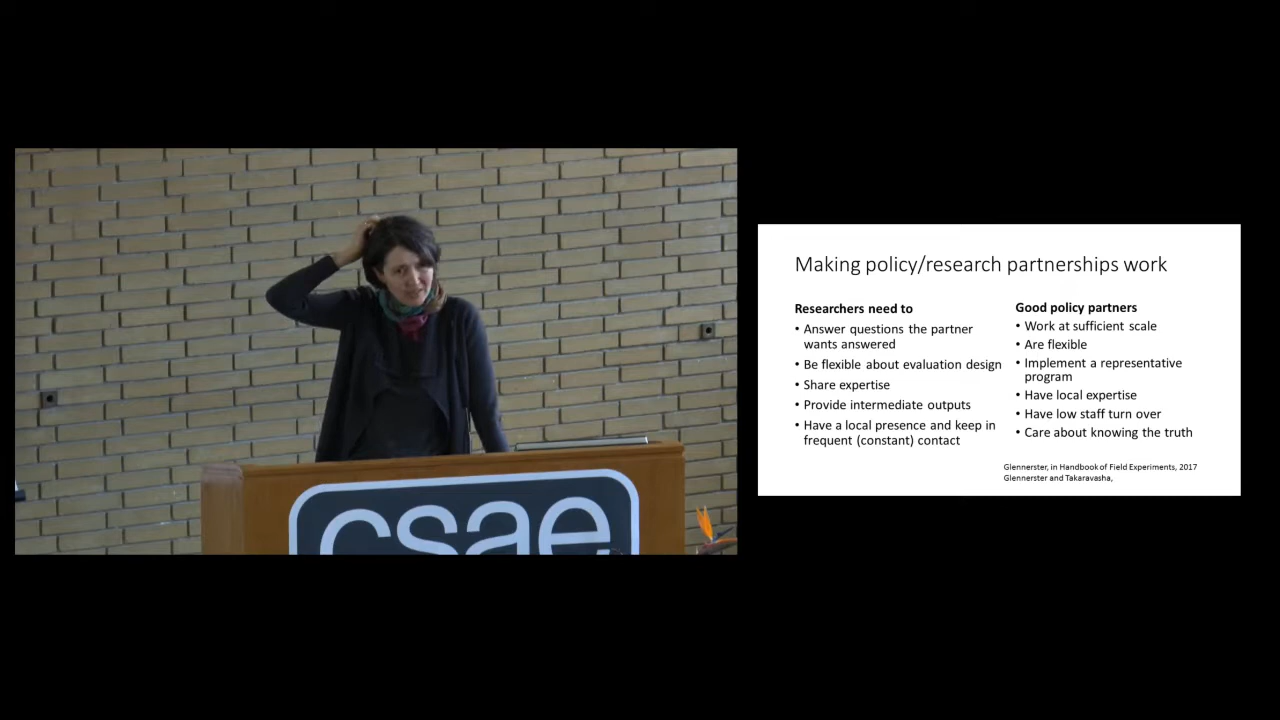 csae
Making policy/research partnerships work
Researchers need to
• Answer questions the partner
wants answered
• Be flexible about evaluation design
• Share expertise
• Provide intermediate outputs
• Have a local presence and keep in
frequent (constant) contact
Good policy partners
• Work at sufficient scale
• Are flexible
• Implement a representative
program
• Have local expertise
• Have low staff turn over
• Care about knowing the truth
Glennerster, in Handbook of Field Experiments, 2017
Glennerster and Takaravasha,